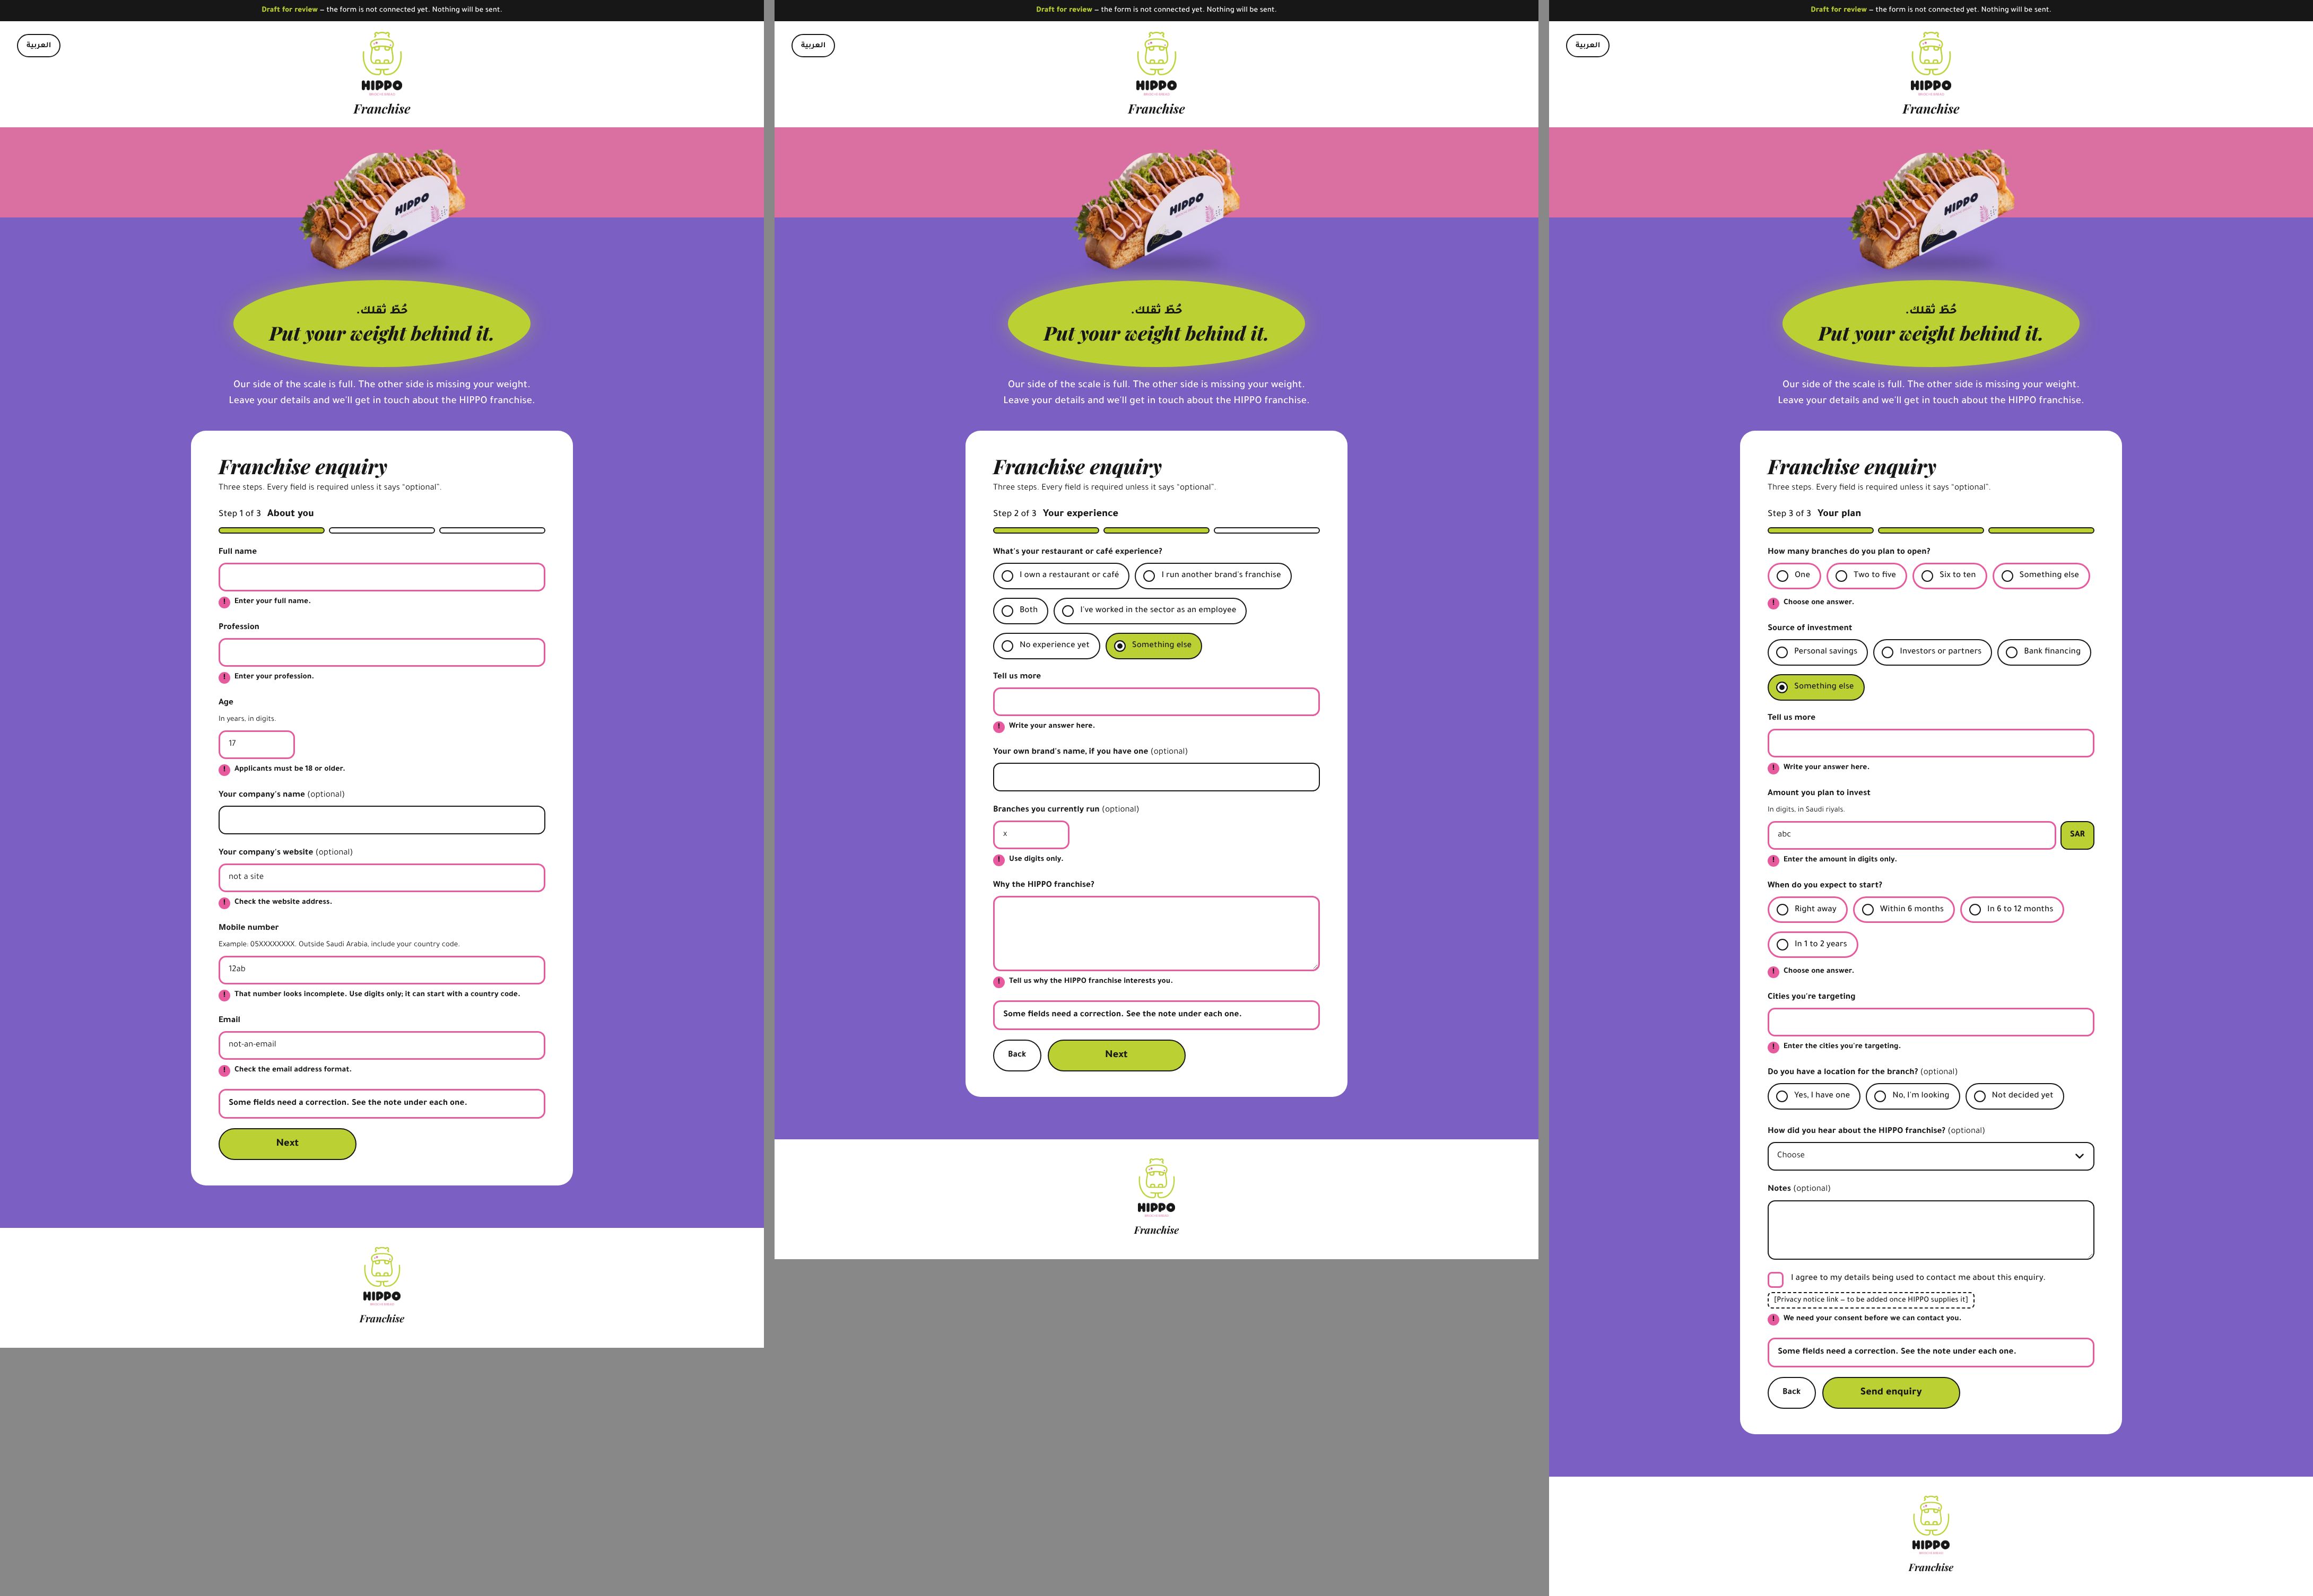 Draft for review – the form is not connected yet. Nothing will be sent.
العربية
HIPPO
Franchise
HIPPO
حُطّ ثقلك.
Put your weight behind it.
Our side of the scale is full. The other side is missing your weight.
Leave your details and we'll get in touch about the HIPPO franchise.
Franchise enquiry
Three steps. Every field is required unless it says "optional".
Step 1 of 3 About you
Full name
! Enter your full name.
Profession
! Enter your profession.
Age
In years, in digits.
17
! Applicants must be 18 or older.
Your company's name (optional)
Your company's website (optional)
not a site
! Check the website address.
Mobile number
Example: 05XXXXXXXX. Outside Saudi Arabia, include your country code.
12ab
! That number looks incomplete. Use digits only; it can start with a country code.
Email
not-an-email
! Check the email address format.
Some fields need a correction. See the note under each one.
Next
HIPPO
Franchise
Draft for review – the form is not connected yet. Nothing will be sent.
العربية
HIPPO
Franchise
HIPPO
حُطّ ثقلك.
Put your weight behind it.
Our side of the scale is full. The other side is missing your weight.
Leave your details and we'll get in touch about the HIPPO franchise.
Franchise enquiry
Three steps. Every field is required unless it says "optional".
Step 2 of 3 Your experience
What's your restaurant or café experience?
I own a restaurant or café I run another brand's franchise
Both I've worked in the sector as an employee
No experience yet Something else
Tell us more
! Write your answer here.
Your own brand's name, if you have one (optional)
Branches you currently run (optional)
x
! Use digits only.
Why the HIPPO franchise?
! Tell us why the HIPPO franchise interests you.
Some fields need a correction. See the note under each one.
Back Next
HIPPO
Franchise
Draft for review – the form is not connected yet. Nothing will be sent.
العربية
HIPPO
Franchise
HIPPO
حُطّ ثقلك.
Put your weight behind it.
Our side of the scale is full. The other side is missing your weight.
Leave your details and we'll get in touch about the HIPPO franchise.
Franchise enquiry
Three steps. Every field is required unless it says "optional".
Step 3 of 3 Your plan
How many branches do you plan to open?
One Two to five Six to ten Something else
! Choose one answer.
Source of investment
Personal savings Investors or partners Bank financing
Something else
Tell us more
! Write your answer here.
Amount you plan to invest
In digits, in Saudi riyals.
abc SAR
! Enter the amount in digits only.
When do you expect to start?
Right away Within 6 months In 6 to 12 months
In 1 to 2 years
! Choose one answer.
Cities you're targeting
! Enter the cities you're targeting.
Do you have a location for the branch? (optional)
Yes, I have one No, I'm looking Not decided yet
How did you hear about the HIPPO franchise? (optional)
Choose
Notes (optional)
I agree to my details being used to contact me about this enquiry.
[Privacy notice link – to be added once HIPPO supplies it]
! We need your consent before we can contact you.
Some fields need a correction. See the note under each one.
Back Send enquiry
HIPPO
Franchise